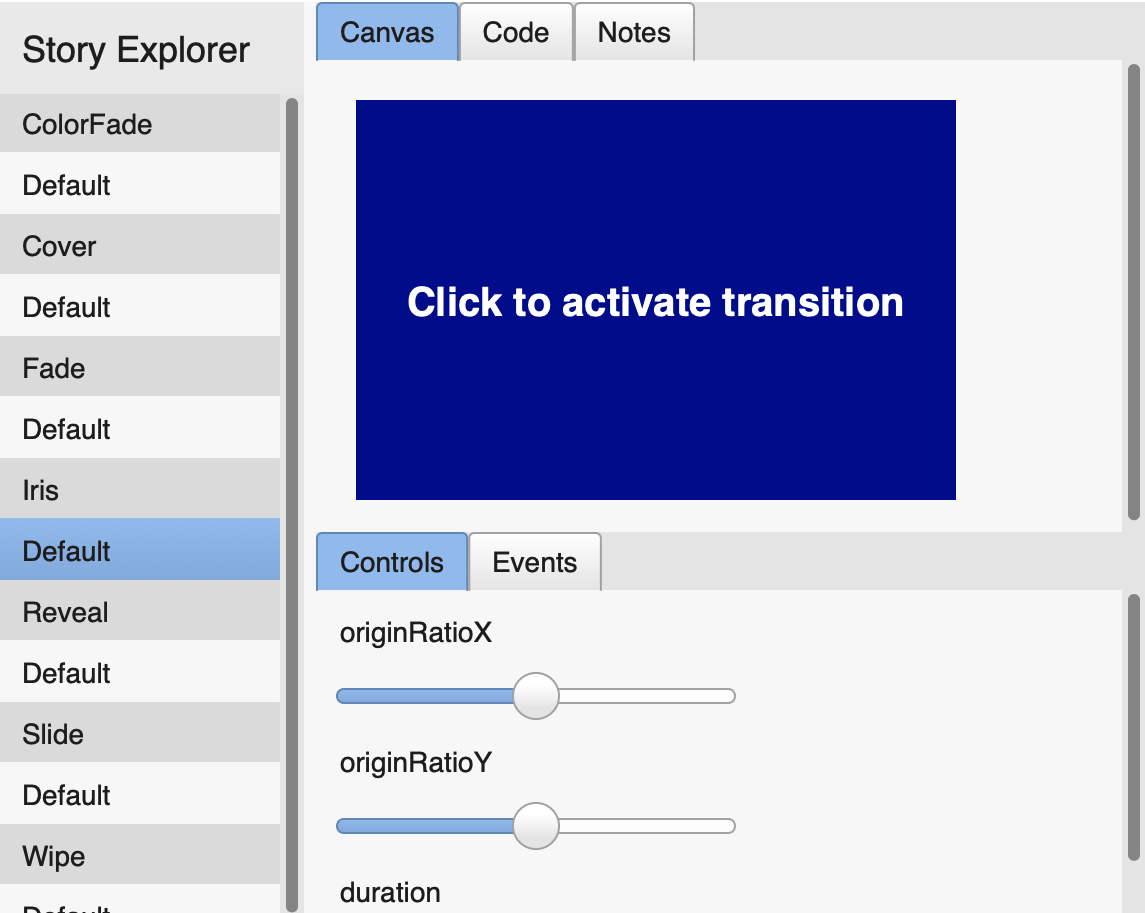 Story Explorer
ColorFade
Default
Cover
Default
Fade
Default
Iris
Default
Reveal
Default
Slide
Default
Wipe
Canvas
Code
Notes
Click to activate transition
Controls
Events
originRatioX
originRatioY
duration